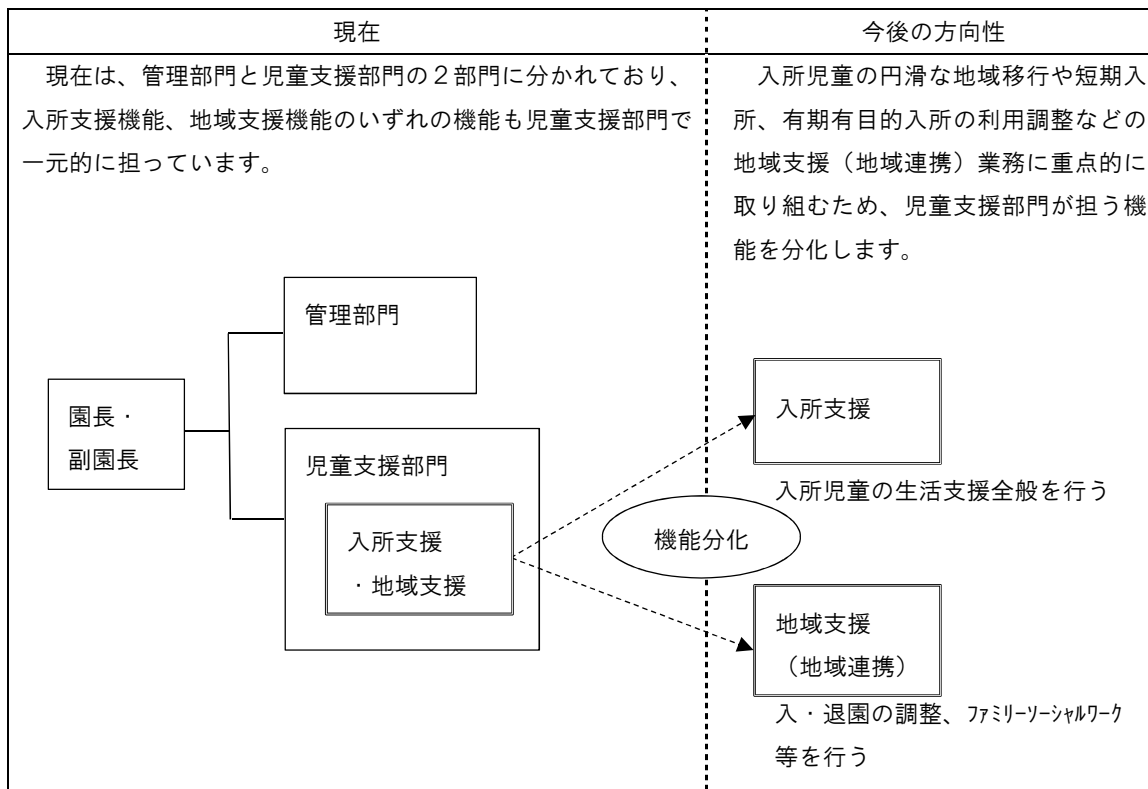 現在
今後の方向性
現在は、管理部門と児童支援部門の２部門に分かれており、
入所支援機能、地域支援機能のいずれの機能も児童支援部門で
一元的に担っています。
入所児童の円滑な地域移行や短期入
所、有期有目的入所の利用調整などの
地域支援（地域連携）業務に重点的に
取り組むため、児童支援部門が担う機
能を分化します。
管理部門
園長・
副園長
児童支援部門
入所支援
・地域支援
機能分化
入所支援
入所児童の生活支援全般を行う
地域支援
（地域連携）
入・退園の調整、ﾌｧﾐﾘｰｿｰｼｬﾙﾜｰｸ
等を行う